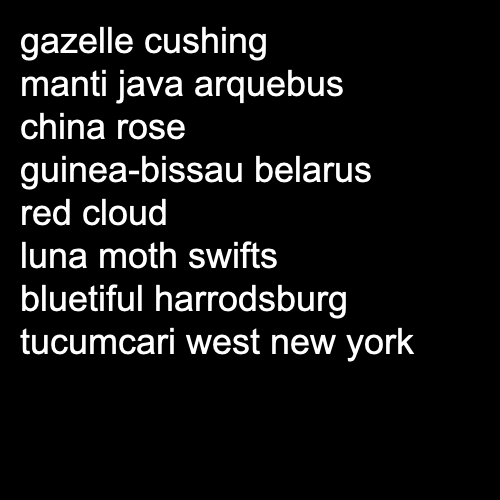 gazelle cushing
manti java arquebus
china rose
guinea-bissau belarus
red cloud
luna moth swifts
bluetiful harrodsburg
tucumcari west new york